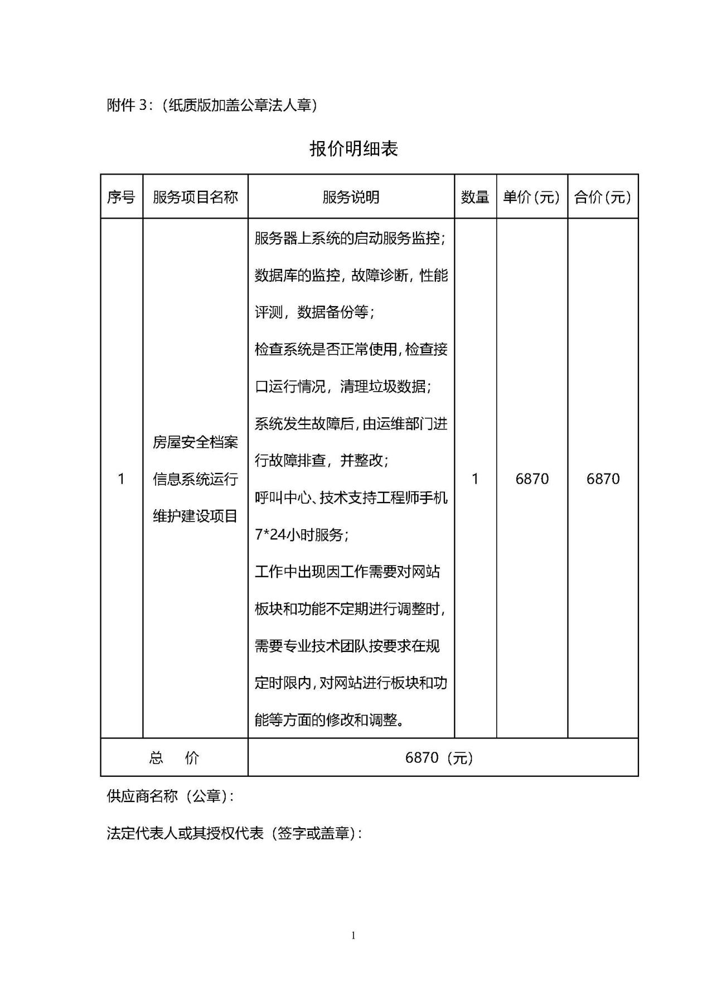 附件 3：（纸质版加盖公章法人章）
报价明细表
序号 服务项目名称 服务说明 数量 单价（元） 合价（元）
1
房屋安全档案
信息系统运行
维护建设项目
服务器上系统的启动服务监控；
数据库的监控，故障诊断，性能
评测，数据备份等；
检查系统是否正常使用，检查接
口运行情况，清理垃圾数据；
系统发生故障后，由运维部门进
行故障排查，并整改；
呼叫中心、技术支持工程师手机
7*24小时服务；
工作中出现因工作需要对网站
板块和功能不定期进行调整时，
需要专业技术团队按要求在规
定时限内，对网站进行板块和功
能等方面的修改和调整。
1
6870
6870
总 价 6870（元）
供应商名称（公章）：
法定代表人或其授权代表（签字或盖章）：
1